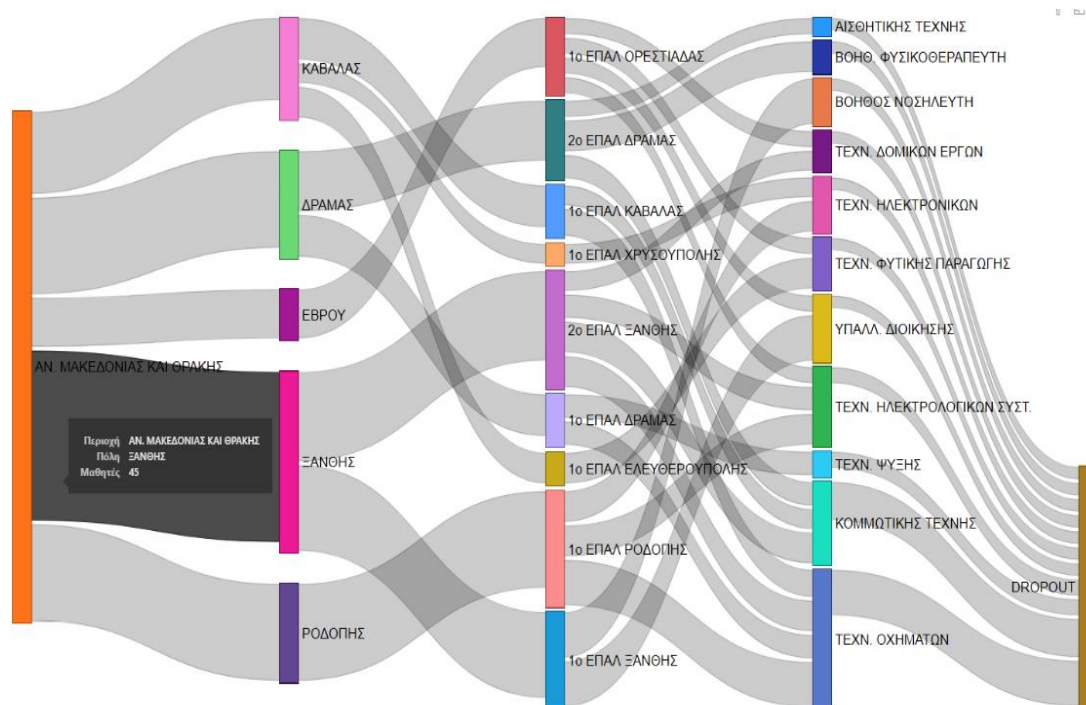 ΑΝ. ΜΑΚΕΔΟΝΙΑΣ ΚΑΙ ΘΡΑΚΗΣ
Περιοχή ΑΝ. ΜΑΚΕΔΟΝΙΑΣ ΚΑΙ ΘΡΑΚΗΣ
Πόλη ΞΑΝΘΗΣ
Μαθητές 45
ΚΑΒΑΛΑΣ
ΔΡΑΜΑΣ
ΕΒΡΟΥ
ΞΑΝΘΗΣ
ΡΟΔΟΠΗΣ
1ο ΕΠΑΛ ΟΡΕΣΤΙΑΔΑΣ
2ο ΕΠΑΛ ΔΡΑΜΑΣ
1ο ΕΠΑΛ ΚΑΒΑΛΑΣ
1ο ΕΠΑΛ ΧΡΥΣΟΥΠΟΛΗΣ
2ο ΕΠΑΛ ΞΑΝΘΗΣ
1ο ΕΠΑΛ ΔΡΑΜΑΣ
1ο ΕΠΑΛ ΕΛΕΥΘΕΡΟΥΠΟΛΗΣ
1ο ΕΠΑΛ ΡΟΔΟΠΗΣ
1ο ΕΠΑΛ ΞΑΝΘΗΣ
ΑΙΣΘΗΤΙΚΗΣ ΤΕΧΝΗΣ
ΒΟΗΘ. ΦΥΣΙΚΟΘΕΡΑΠΕΥΤΗ
ΒΟΗΘΟΣ ΝΟΣΗΛΕΥΤΗ
ΤΕΧΝ. ΔΟΜΙΚΩΝ ΕΡΓΩΝ
ΤΕΧΝ. ΗΛΕΚΤΡΟΝΙΚΩΝ
ΤΕΧΝ. ΦΥΤΙΚΗΣ ΠΑΡΑΓΩΓΗΣ
ΥΠΑΛΛ. ΔΙΟΙΚΗΣΗΣ
ΤΕΧΝ. ΗΛΕΚΤΡΟΛΟΓΙΚΩΝ ΣΥΣΤ.
ΤΕΧΝ. ΨΥΞΗΣ
ΚΟΜΜΩΤΙΚΗΣ ΤΕΧΝΗΣ
ΤΕΧΝ. ΟΧΗΜΑΤΩΝ
DROPOUT